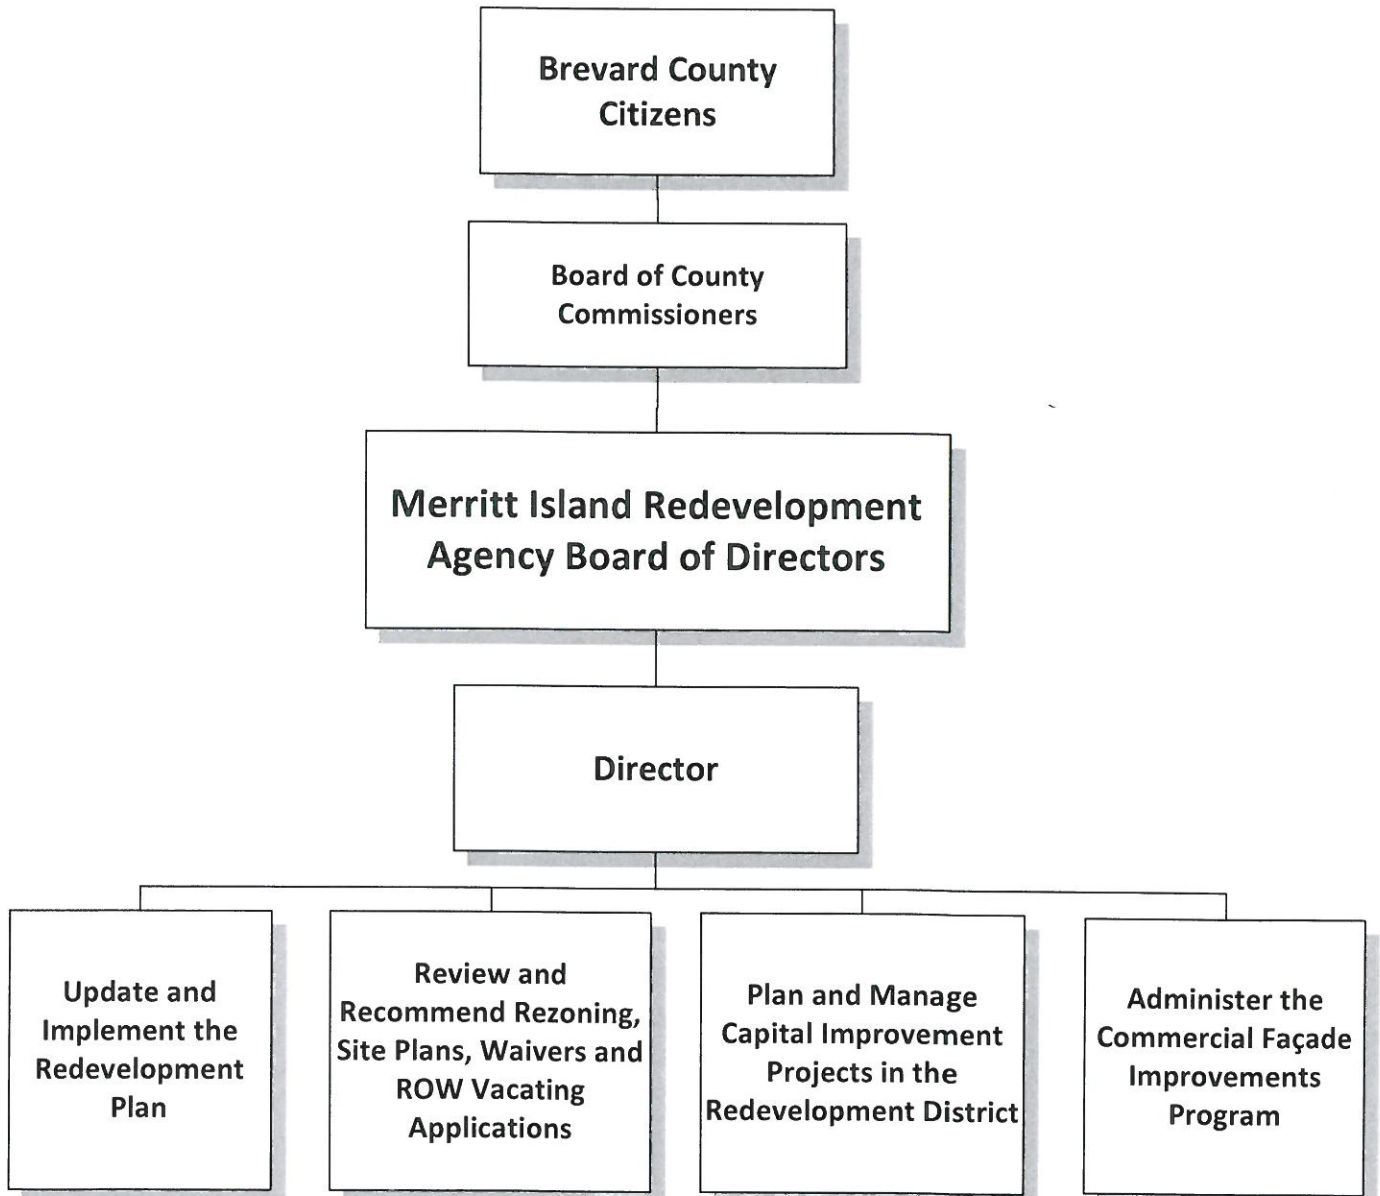 Brevard County
Citizens
Board of County
Commissioners
Merritt Island Redevelopment
Agency Board of Directors
Director
Update and
Implement the
Redevelopment
Plan
Review and
Recommend Rezoning,
Site Plans, Waivers and
ROW Vacating
Applications
Plan and Manage
Capital Improvement
Projects in the
Redevelopment District
Administer the
Commercial Façade
Improvements
Program